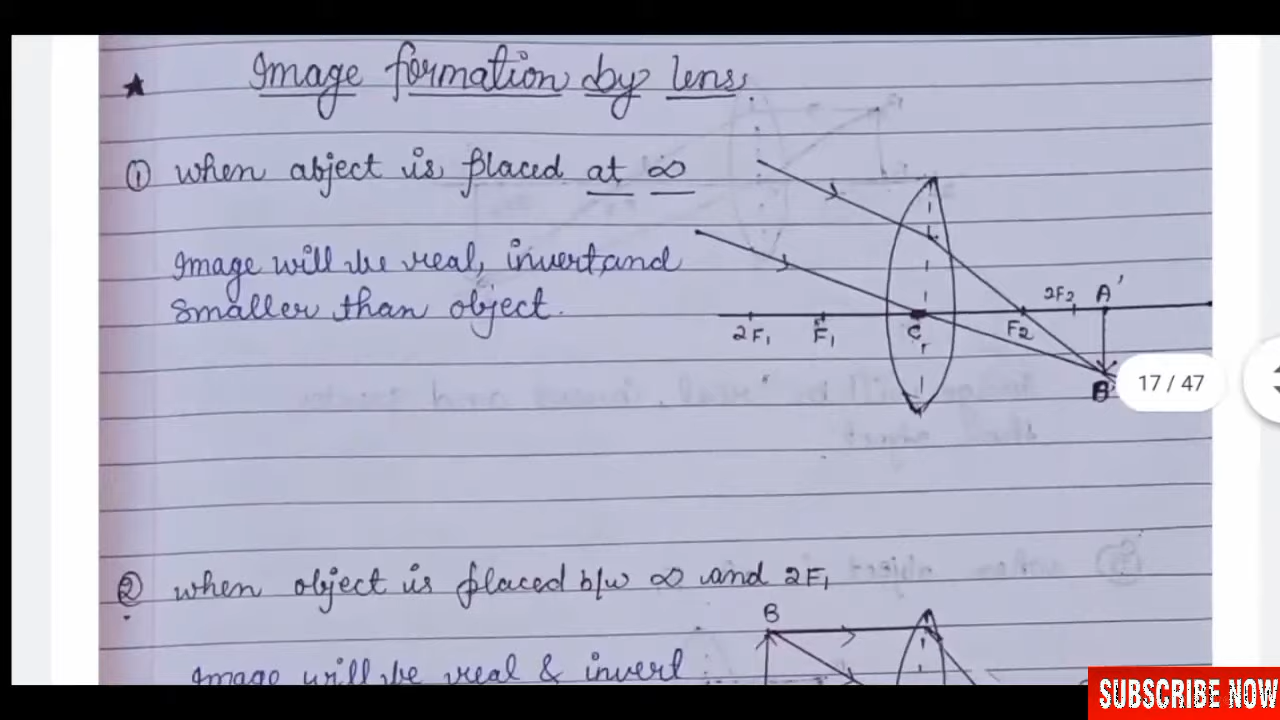 ★ Image formation by lens.
① when abject is placed at ∞
Image will be real, invert and
smaller than object.
2F₁
F₁
C
F₂
2F₂
A'
B'
17 / 47
② when object is placed b/w ∞ and 2F₁
B
Image will be real & invert
SUBSCRIBE NOW